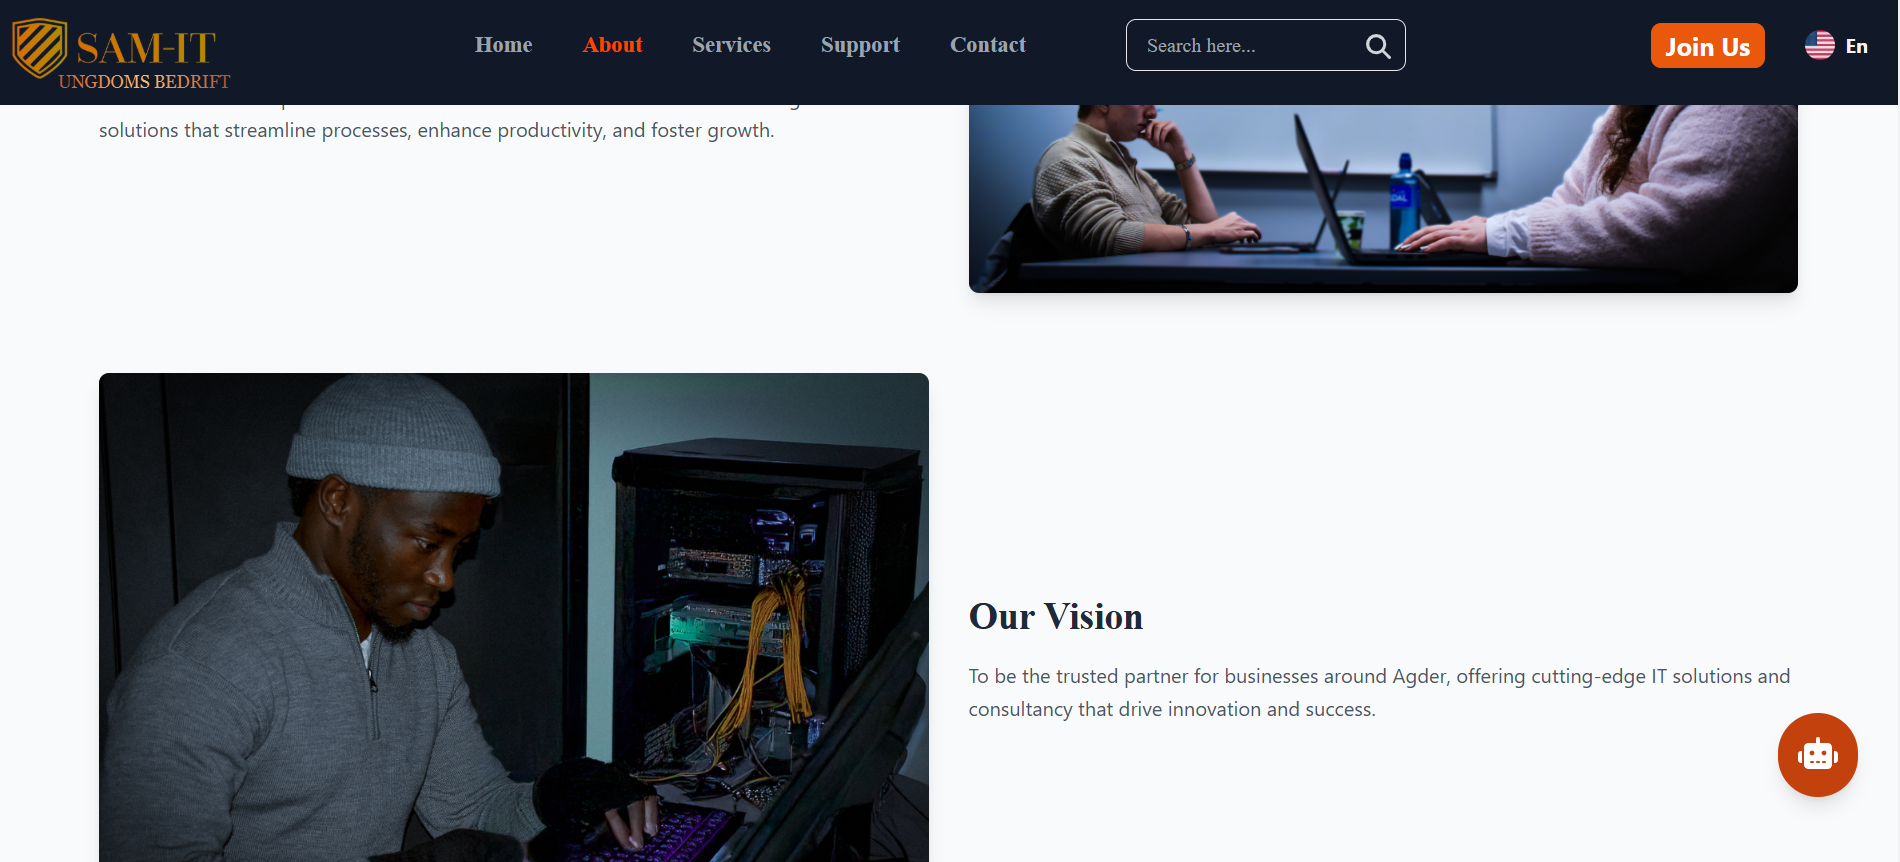 SAM-IT
UNGDOMS BEDRIFT
Home
About
Services
Support
Contact
Search here...
Join Us
En
solutions that streamline processes, enhance productivity, and foster growth.
Our Vision
To be the trusted partner for businesses around Agder, offering cutting-edge IT solutions and
consultancy that drive innovation and success.